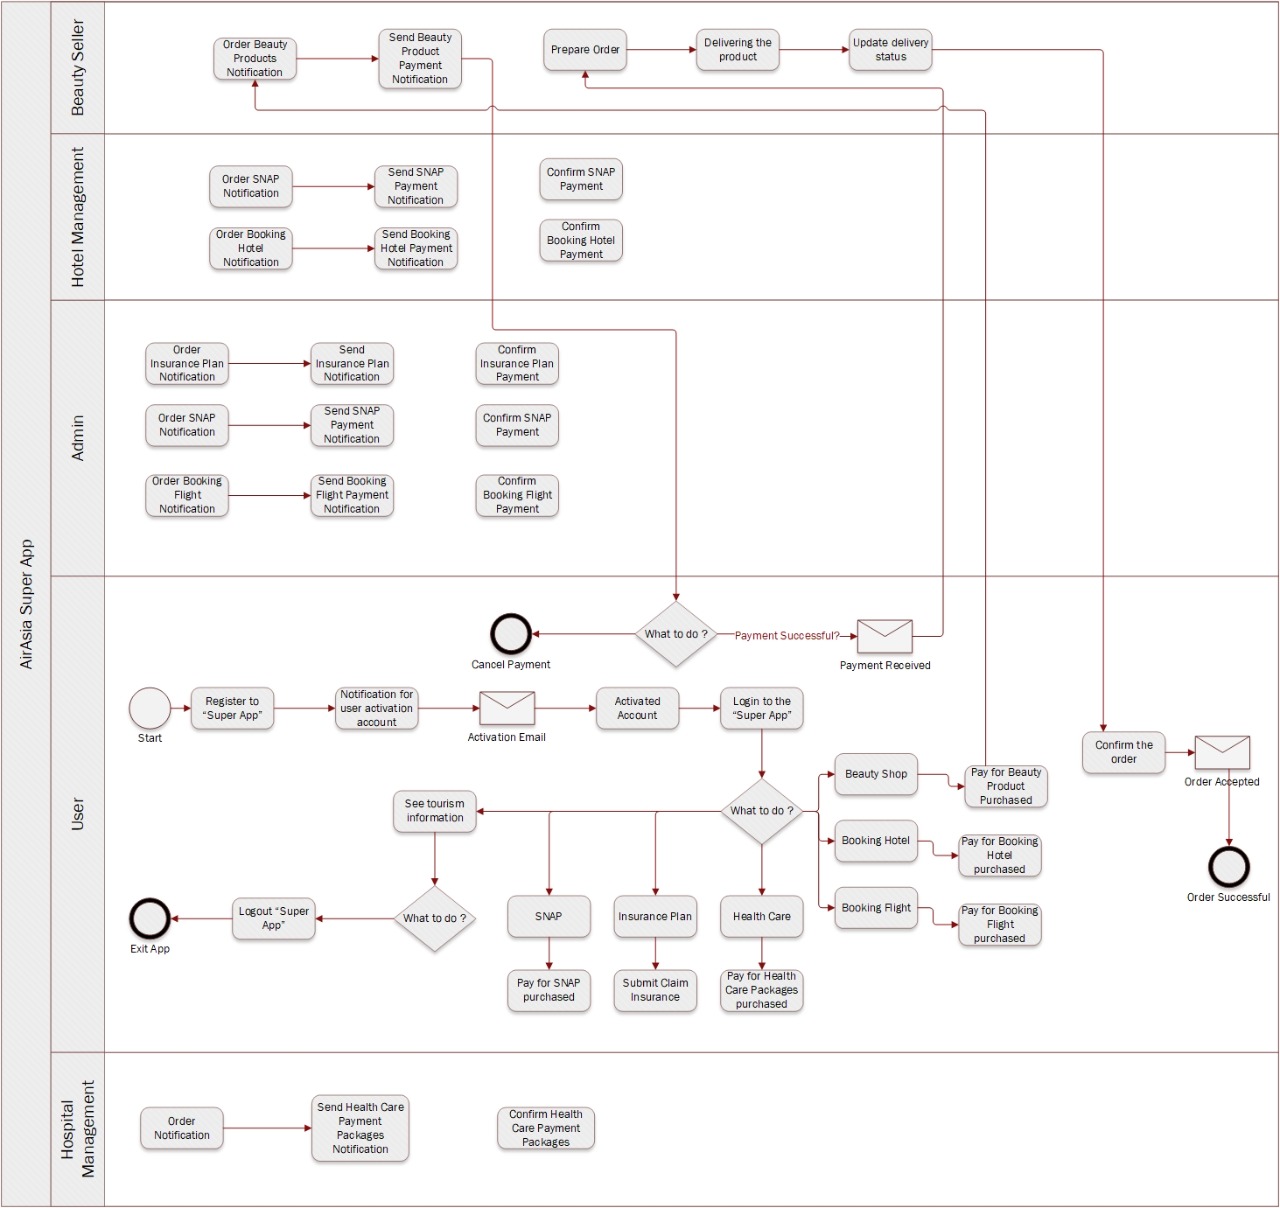 AirAsia Super App
Beauty Seller
Order Beauty
Products
Notification
Send Beauty
Product
Payment
Notification
Prepare Order
Delivering the
product
Update delivery
status
Hotel Management
Order SNAP
Notification
Send SNAP
Payment
Notification
Confirm SNAP
Payment
Order Booking
Hotel
Notification
Send Booking
Hotel Payment
Notification
Confirm
Booking Hotel
Payment
Admin
Order
Insurance Plan
Notification
Send
Insurance Plan
Notification
Confirm
Insurance Plan
Payment
Order SNAP
Notification
Send SNAP
Payment
Notification
Confirm SNAP
Payment
Order Booking
Flight
Notification
Send Booking
Flight Payment
Notification
Confirm
Booking Flight
Payment
User
Cancel Payment
What to do ?
Payment Successful?
Payment Received
Start
Register to
“Super App”
Notification for
user activation
account
Activation Email
Activated
Account
Login to the
“Super App”
Confirm the
order
Order Accepted
Order Successful
What to do ?
Beauty Shop
Pay for Beauty
Product
Purchased
Booking Hotel
Pay for Booking
Hotel
purchased
Booking Flight
Pay for Booking
Flight
purchased
See tourism
information
What to do ?
Logout “Super
App”
Exit App
SNAP
Insurance Plan
Health Care
Pay for SNAP
purchased
Submit Claim
Insurance
Pay for Health
Care Packages
purchased
Hospital
Management
Order
Notification
Send Health Care
Payment
Packages
Notification
Confirm Health
Care Payment
Packages